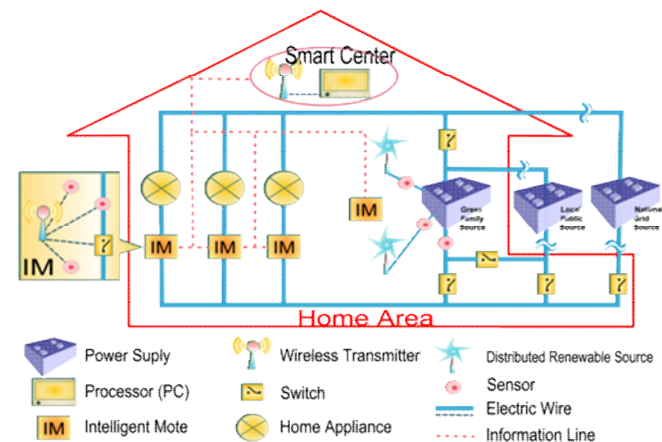 Smart Center
IM
Green
Family
Source
Local
Public
Source
National
Grid
Source
IM
IM
IM
IM
Home Area
Power Suply
Wireless Transmitter
Distributed Renewable Source
Processor (PC)
Switch
Sensor
Electric Wire
IM
Intelligent Mote
Home Appliance
Information Line